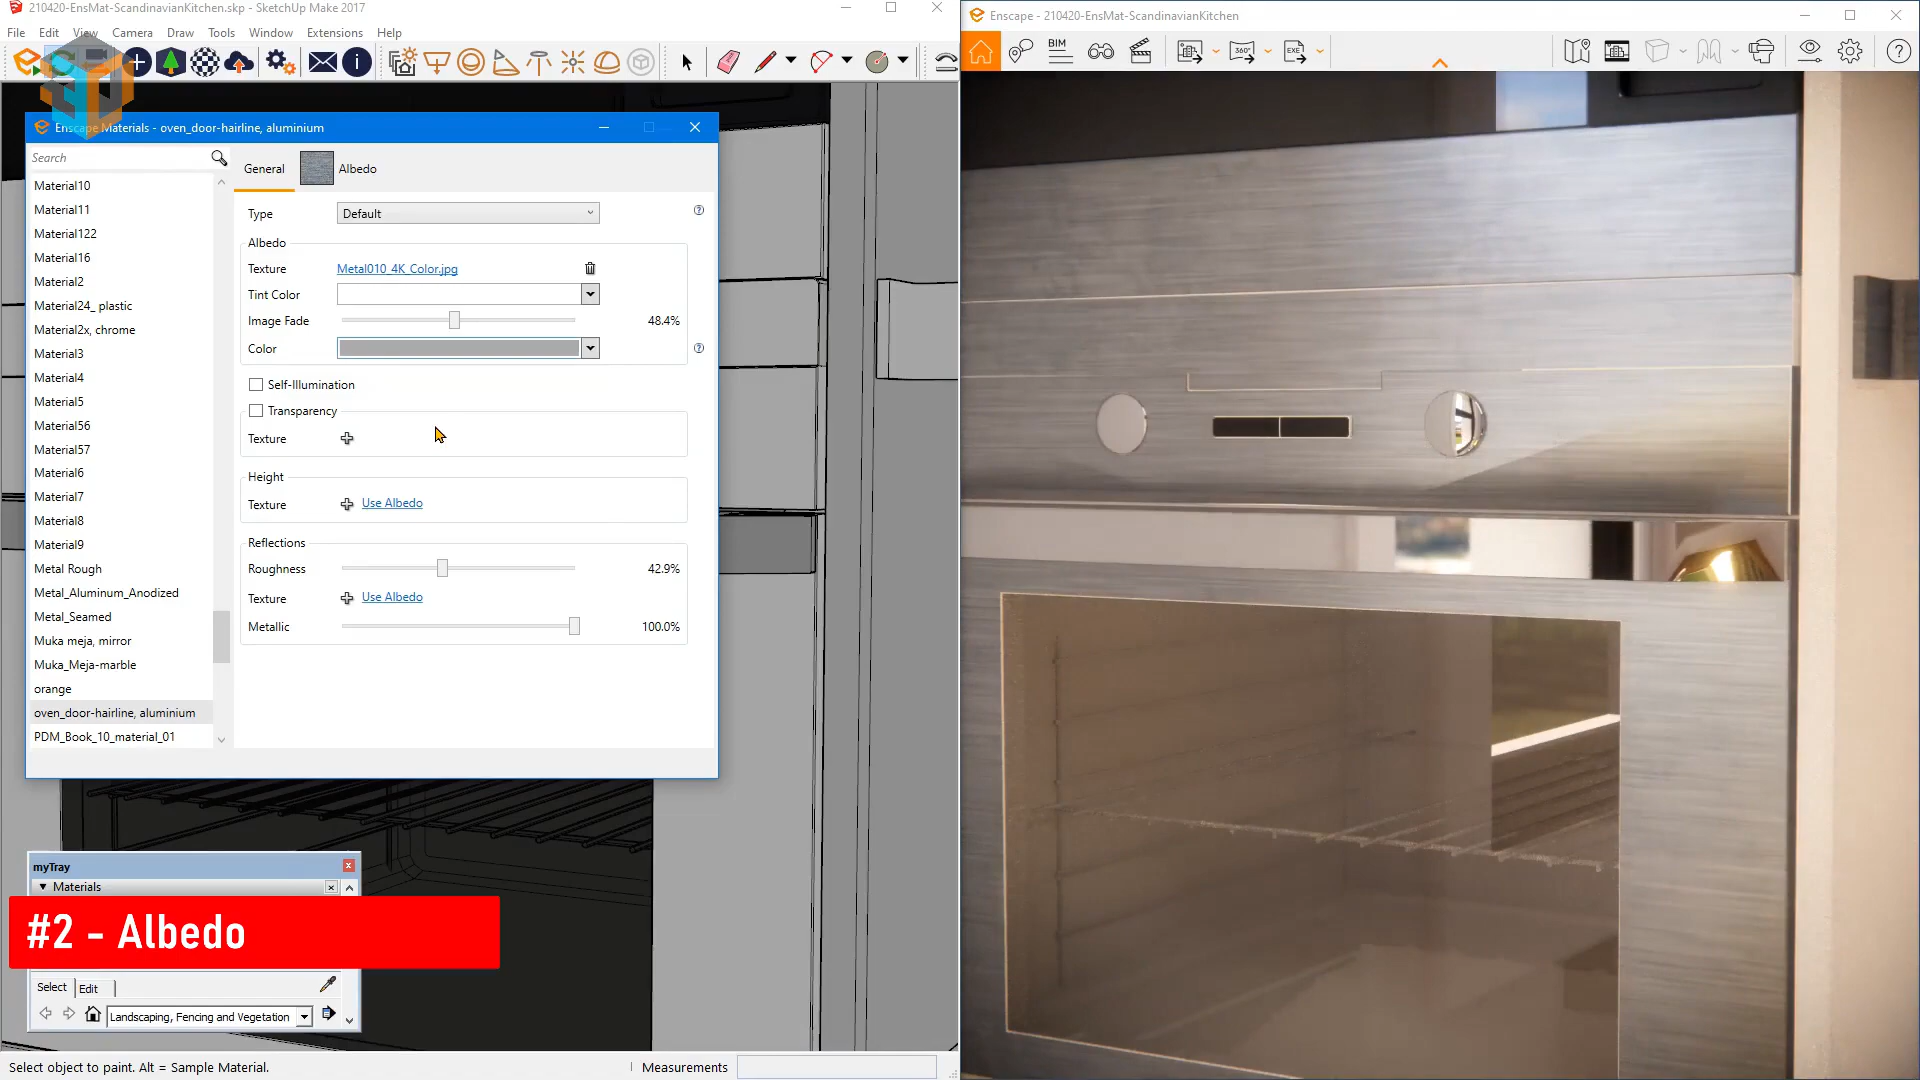 210420-EnsMat-ScandinavianKitchen.skp - SketchUp Make 2017
File Edit View Camera Draw Tools Window Extensions Help
Enscape - 210420-EnsMat-ScandinavianKitchen
BIM
360°
EXE
Enscape Materials - oven_door-hairline, aluminium
Search
Material10
Material11
Material122
Material16
Material2
Material24_ plastic
Material2x, chrome
Material3
Material4
Material5
Material56
Material57
Material6
Material7
Material8
Material9
Metal Rough
Metal_Aluminum_Anodized
Metal_Seamed
Muka meja, mirror
Muka_Meja-marble
orange
oven_door-hairline, aluminium
PDM_Book_10_material_01
General Albedo
Type Default
Albedo
Texture Metal010_4K_Color.jpg
Tint Color
Image Fade 48.4%
Color
Self-Illumination
Transparency
Texture
Height
Texture Use Albedo
Reflections
Roughness 42.9%
Texture Use Albedo
Metallic 100.0%
myTray
Materials
#2 - Albedo
Select Edit
Landscaping, Fencing and Vegetation
Select object to paint. Alt = Sample Material.
Measurements